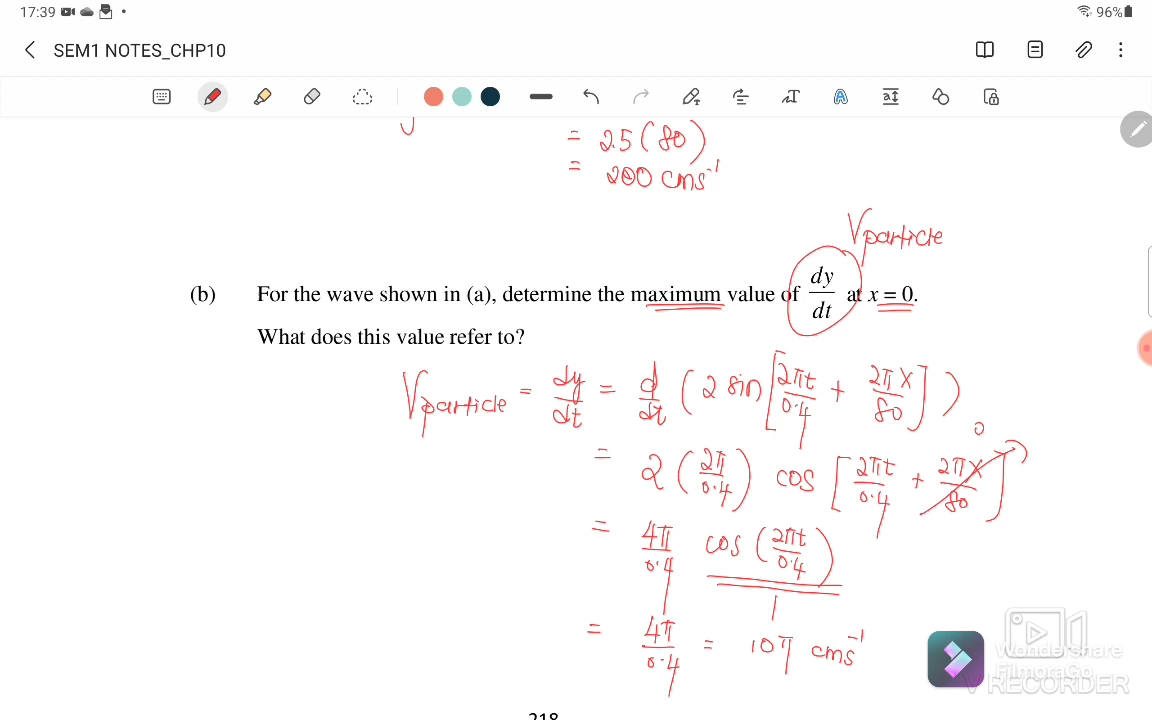 17:39 96%
SEM1 NOTES_CHP10
= 2.5 (80)
= 200 cms⁻¹
Vparticle
(b) For the wave shown in (a), determine the maximum value of dy/dt at x = 0.
What does this value refer to?
Vparticle = dy/dt = d/dt (2 sin [2πt/0.4 + 2πx/80])
= 2 (2π/0.4) cos [2πt/0.4 + 2πx/80] 0
= 4π/0.4 cos (2πt/0.4)
1
= 4π/0.4 = 10π cms⁻¹
Wondershare
FilmoraGo
V RECORDER
218